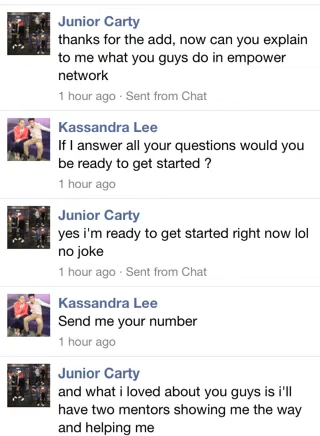 Junior Carty
thanks for the add, now can you explain
to me what you guys do in empower
network
1 hour ago · Sent from Chat
Kassandra Lee
If I answer all your questions would you
be ready to get started ?
1 hour ago
Junior Carty
yes i'm ready to get started right now lol
no joke
1 hour ago · Sent from Chat
Kassandra Lee
Send me your number
1 hour ago
Junior Carty
and what i loved about you guys is i'll
have two mentors showing me the way
and helping me